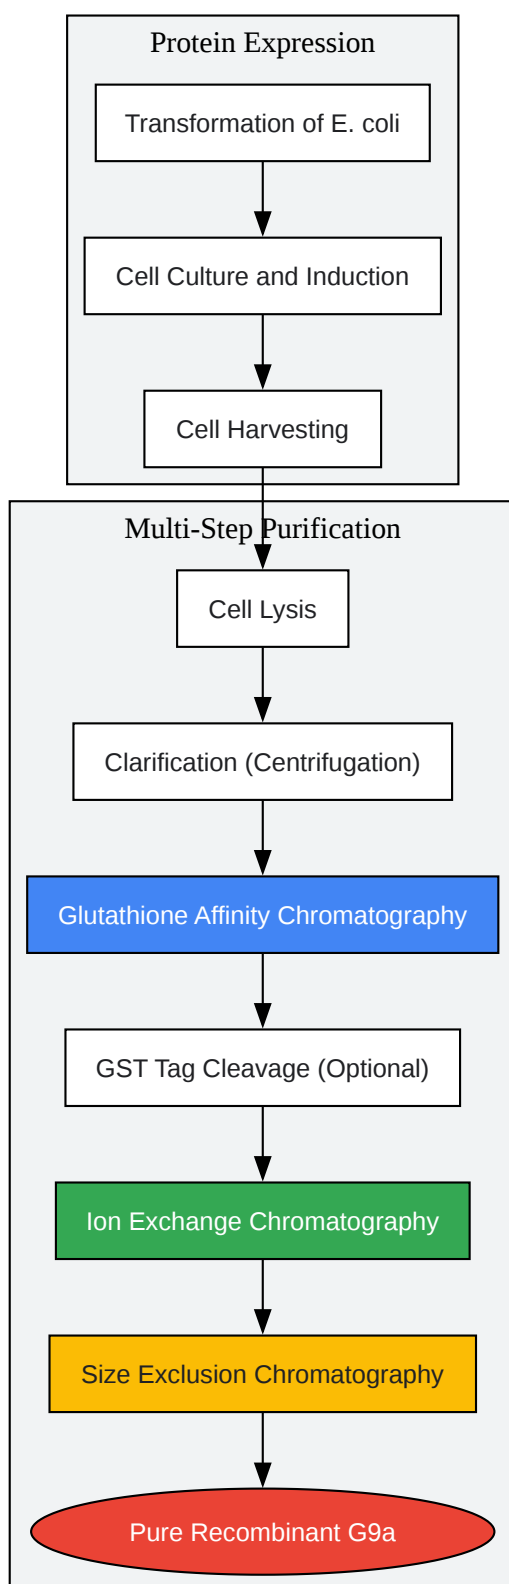 Protein Expression
Transformation of E. coli
Cell Culture and Induction
Cell Harvesting
Multi-Step Purification
Cell Lysis
Clarification (Centrifugation)
Glutathione Affinity Chromatography
GST Tag Cleavage (Optional)
Ion Exchange Chromatography
Size Exclusion Chromatography
Pure Recombinant G9a